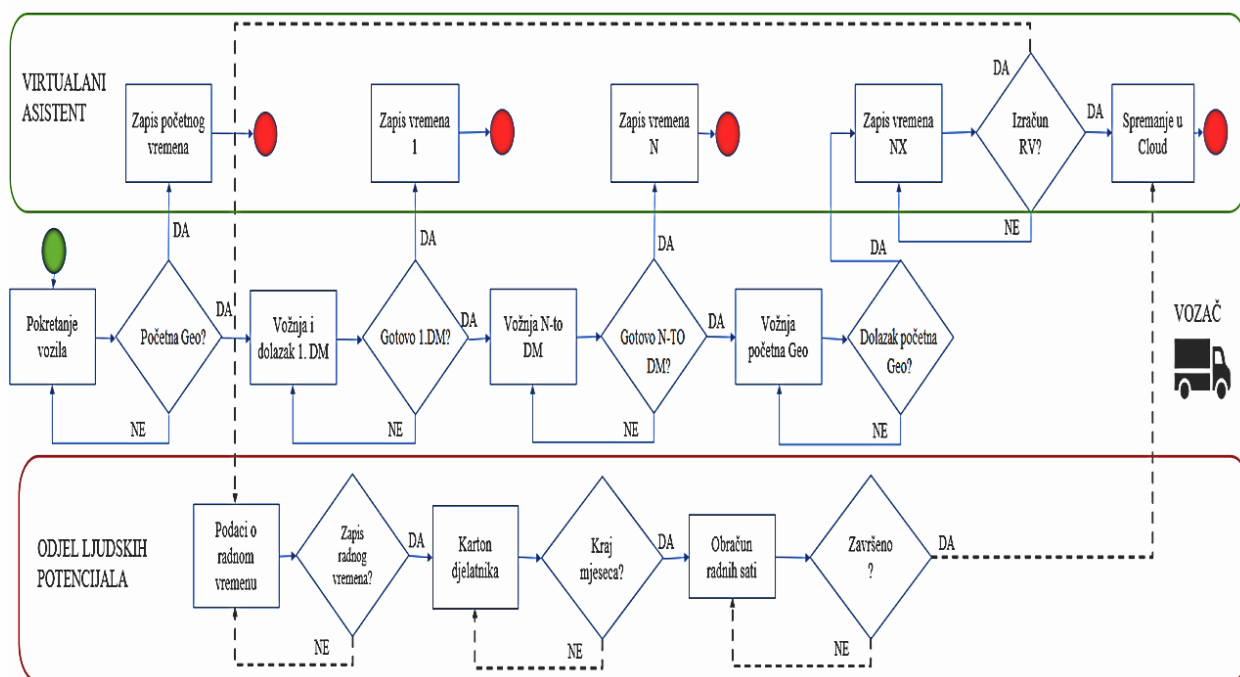 DA
VIRTUALANI
ASISTENT
Zapis početnog
vremena
Zapis vremena
1
Zapis vremena
N
Zapis vremena
NX
Izračun
RV?
DA
Spremanje u
Cloud
NE
DA
DA
DA
DA
Pokretanje
vozila
Početna Geo?
DA
Vožnja i
dolazak 1. DM
Gotovo 1.DM?
DA
Vožnja N-to
DM
Gotovo N-TO
DM?
DA
Vožnja
početna Geo
Dolazak početna
Geo?
VOZAČ
NE
NE
NE
NE
ODJEL LJUDSKIH
POTENCIJALA
Podaci o
radnom
vremenu
Zapis
radnog
vremena?
DA
Karton
djelatnika
Kraj
mjeseca?
DA
Obračun
radnih sati
Završeno
?
DA
NE
NE
NE